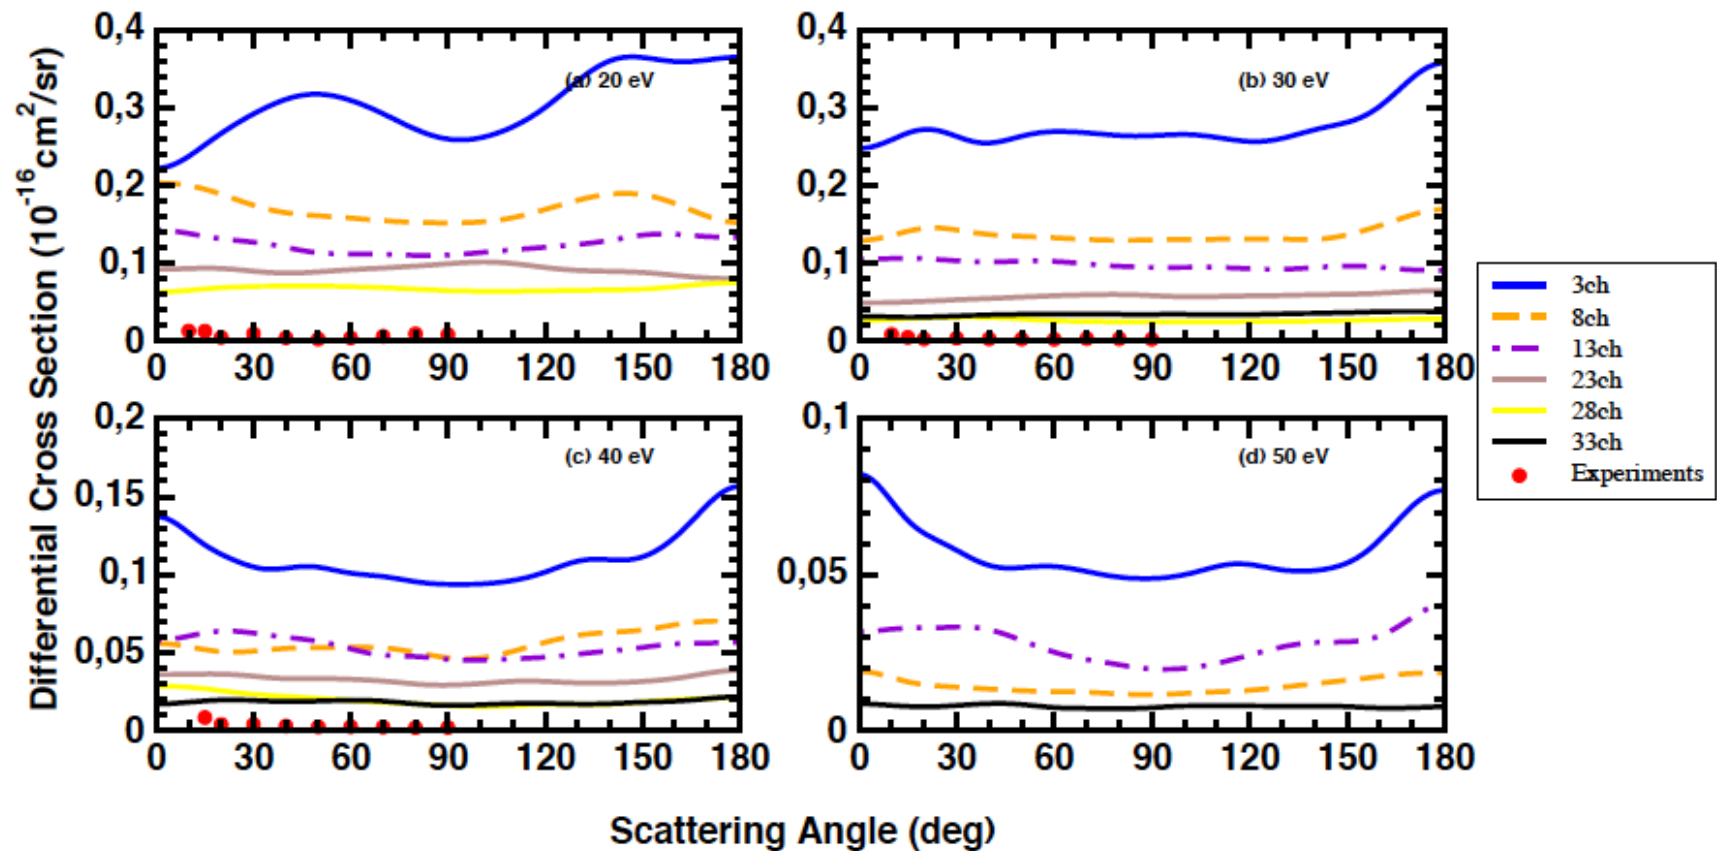 Differential Cross Section (10^-16 cm^2/sr)
0,4
0,3
0,2
0,1
0
(a) 20 eV
0 30 60 90 120 150 180
0,4
0,3
0,2
0,1
0
(b) 30 eV
0 30 60 90 120 150 180
0,2
0,15
0,1
0,05
0
(c) 40 eV
0 30 60 90 120 150 180
0,1
0,05
0
(d) 50 eV
0 30 60 90 120 150 180
Scattering Angle (deg)
3ch
8ch
13ch
23ch
28ch
33ch
Experiments